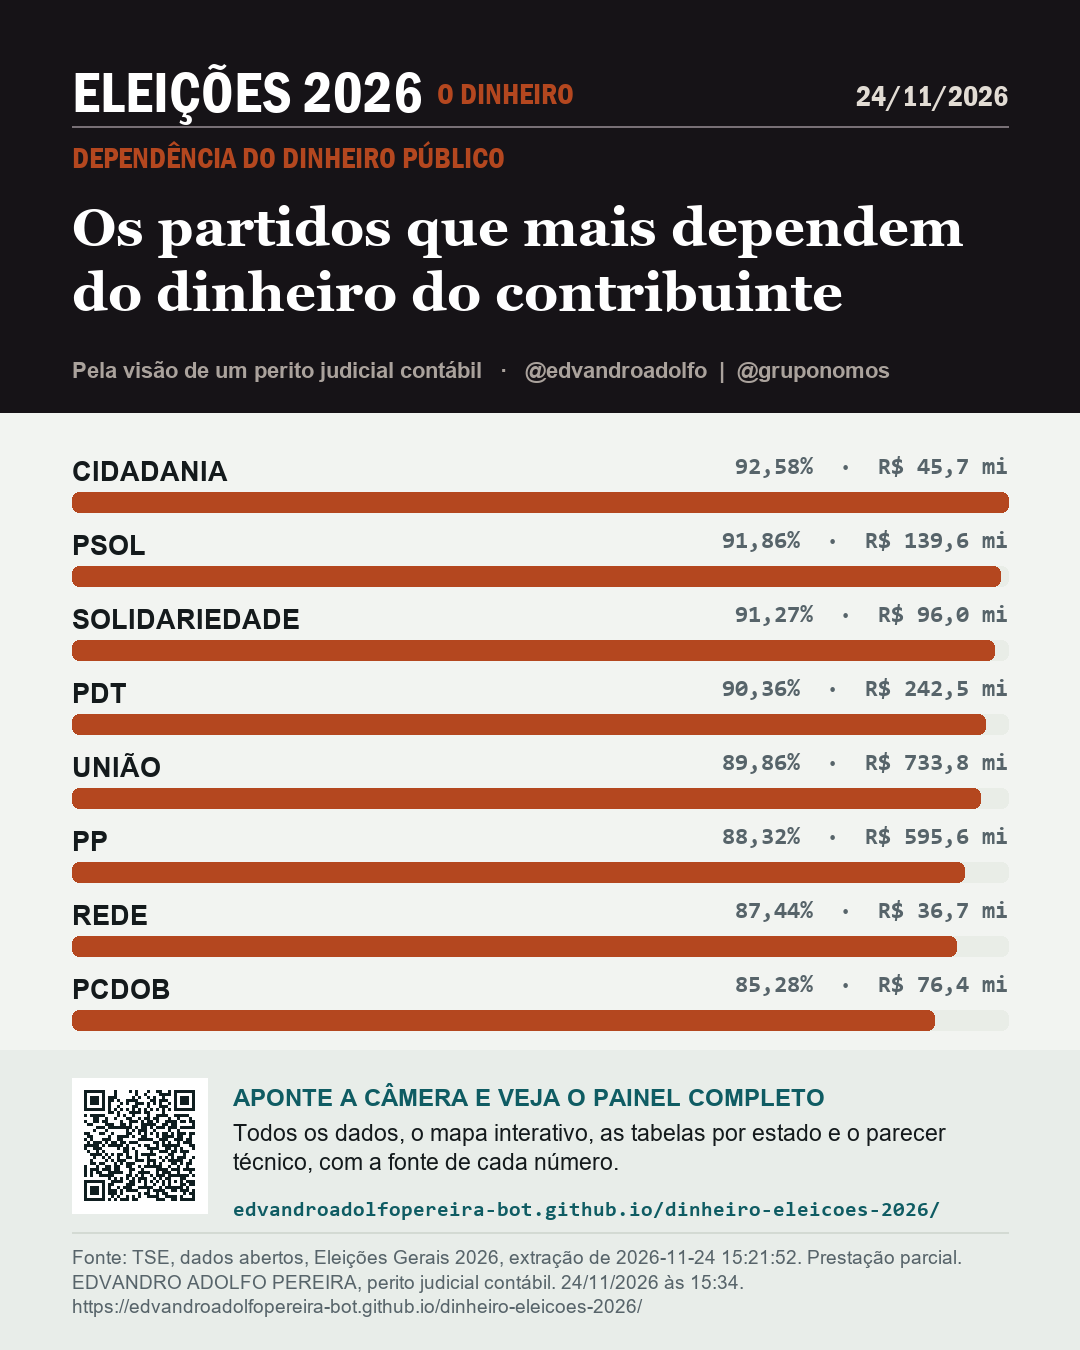 ELEIÇÕES 2026 O DINHEIRO 24/11/2026
DEPENDÊNCIA DO DINHEIRO PÚBLICO
Os partidos que mais dependem
do dinheiro do contribuinte
Pela visão de um perito judicial contábil · @edvandroadolfo | @gruponomos
CIDADANIA 92,58% · R$ 45,7 mi
PSOL 91,86% · R$ 139,6 mi
SOLIDARIEDADE 91,27% · R$ 96,0 mi
PDT 90,36% · R$ 242,5 mi
UNIÃO 89,86% · R$ 733,8 mi
PP 88,32% · R$ 595,6 mi
REDE 87,44% · R$ 36,7 mi
PCDOB 85,28% · R$ 76,4 mi
APONTE A CÂMERA E VEJA O PAINEL COMPLETO
Todos os dados, o mapa interativo, as tabelas por estado e o parecer
técnico, com a fonte de cada número.
edvandroadolfopereira-bot.github.io/dinheiro-eleicoes-2026/
Fonte: TSE, dados abertos, Eleições Gerais 2026, extração de 2026-11-24 15:21:52. Prestação parcial.
EDVANDRO ADOLFO PEREIRA, perito judicial contábil. 24/11/2026 às 15:34.
https://edvandroadolfopereira-bot.github.io/dinheiro-eleicoes-2026/